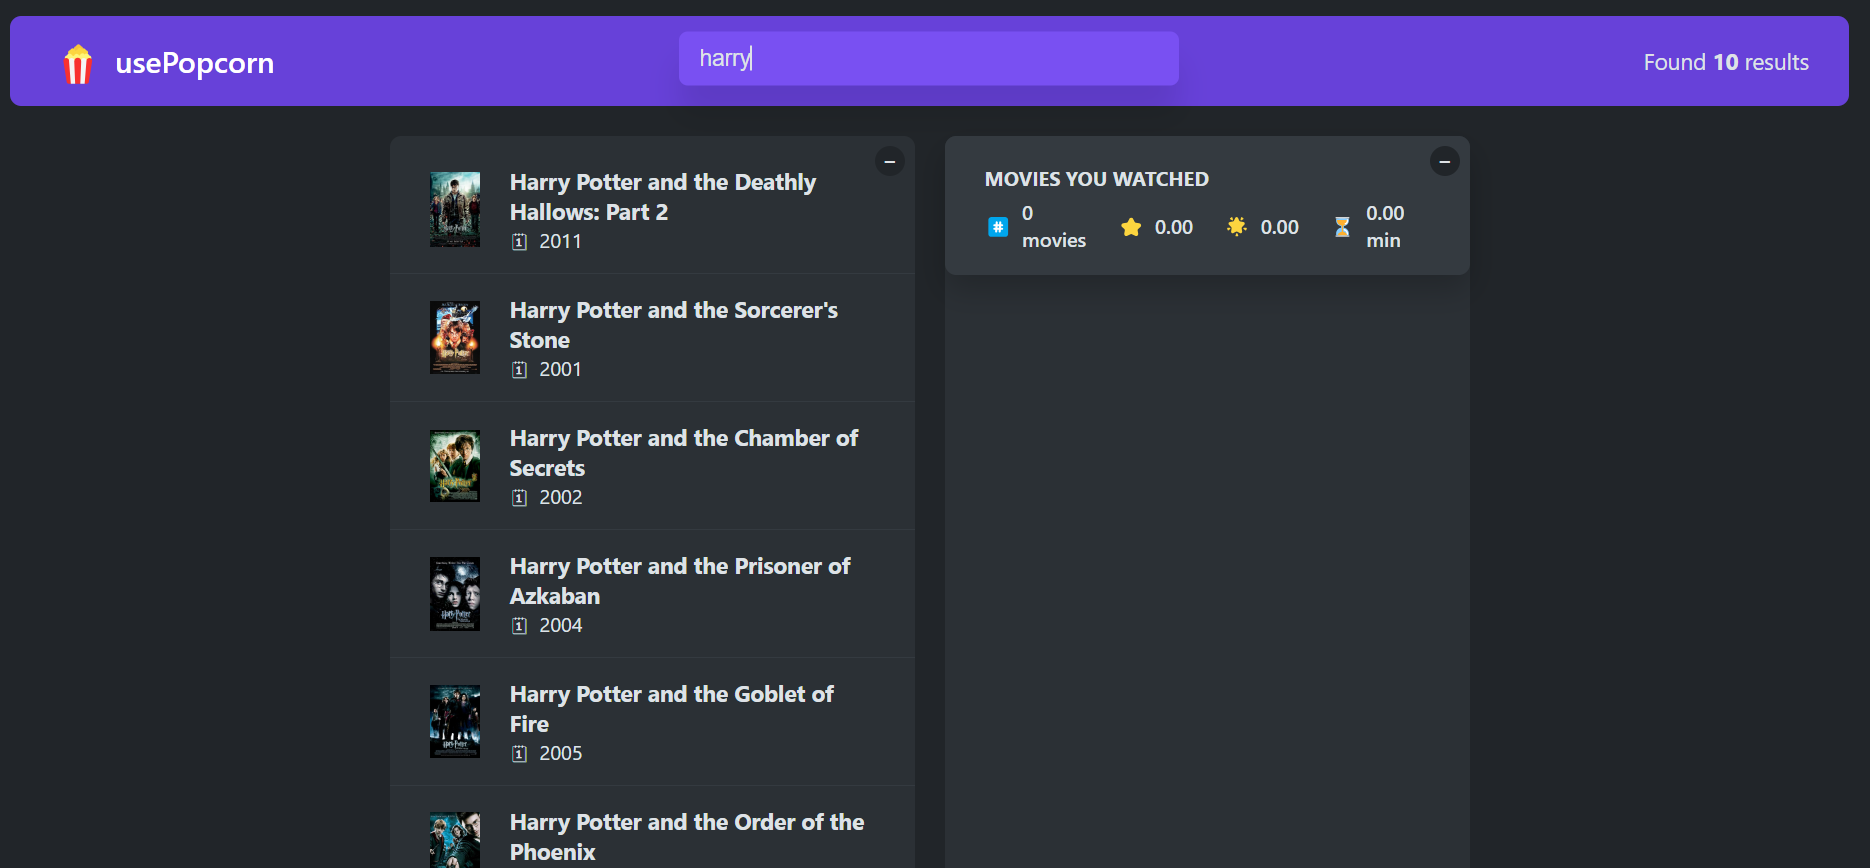 usePopcorn
harry
Found 10 results
Harry Potter and the Deathly
Hallows: Part 2
2011
Harry Potter and the Sorcerer's
Stone
2001
Harry Potter and the Chamber of
Secrets
2002
Harry Potter and the Prisoner of
Azkaban
2004
Harry Potter and the Goblet of
Fire
2005
Harry Potter and the Order of the
Phoenix
MOVIES YOU WATCHED
0
movies
0.00
0.00
0.00
min